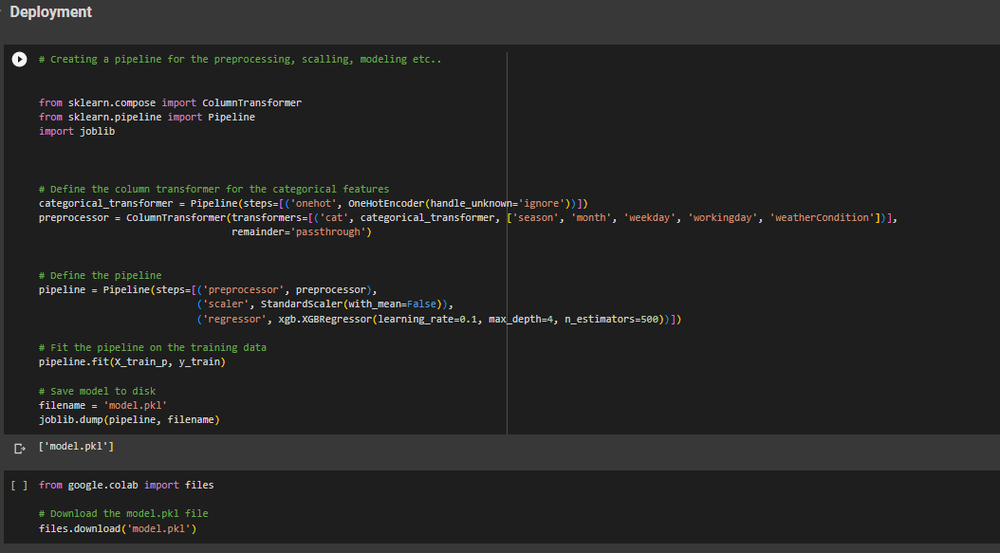 Deployment
# Creating a pipeline for the preprocessing, scalling, modeling etc..
from sklearn.compose import ColumnTransformer
from sklearn.pipeline import Pipeline
import joblib
# Define the column transformer for the categorical features
categorical_transformer = Pipeline(steps=[('onehot', OneHotEncoder(handle_unknown='ignore'))])
preprocessor = ColumnTransformer(transformers=[('cat', categorical_transformer, ['season', 'month', 'weekday', 'workingday', 'weatherCondition'])],
remainder='passthrough')
# Define the pipeline
pipeline = Pipeline(steps=[('preprocessor', preprocessor),
('scaler', StandardScaler(with_mean=False)),
('regressor', xgb.XGBRegressor(learning_rate=0.1, max_depth=4, n_estimators=500))])
# Fit the pipeline on the training data
pipeline.fit(X_train_p, y_train)
# Save model to disk
filename = 'model.pkl'
joblib.dump(pipeline, filename)
['model.pkl']
[ ] from google.colab import files
# Download the model.pkl file
files.download('model.pkl')